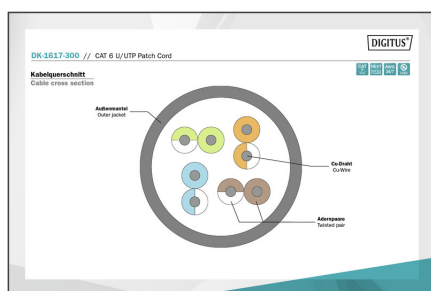 DIGITUS®
DK-1617-300 // CAT 6 U/UTP Patch Cord
Kabelquerschnitt
Cable cross section
Außenmantel
Outer jacket
Cu-Draht
Cu-Wire
Adernpaare
Twisted pair